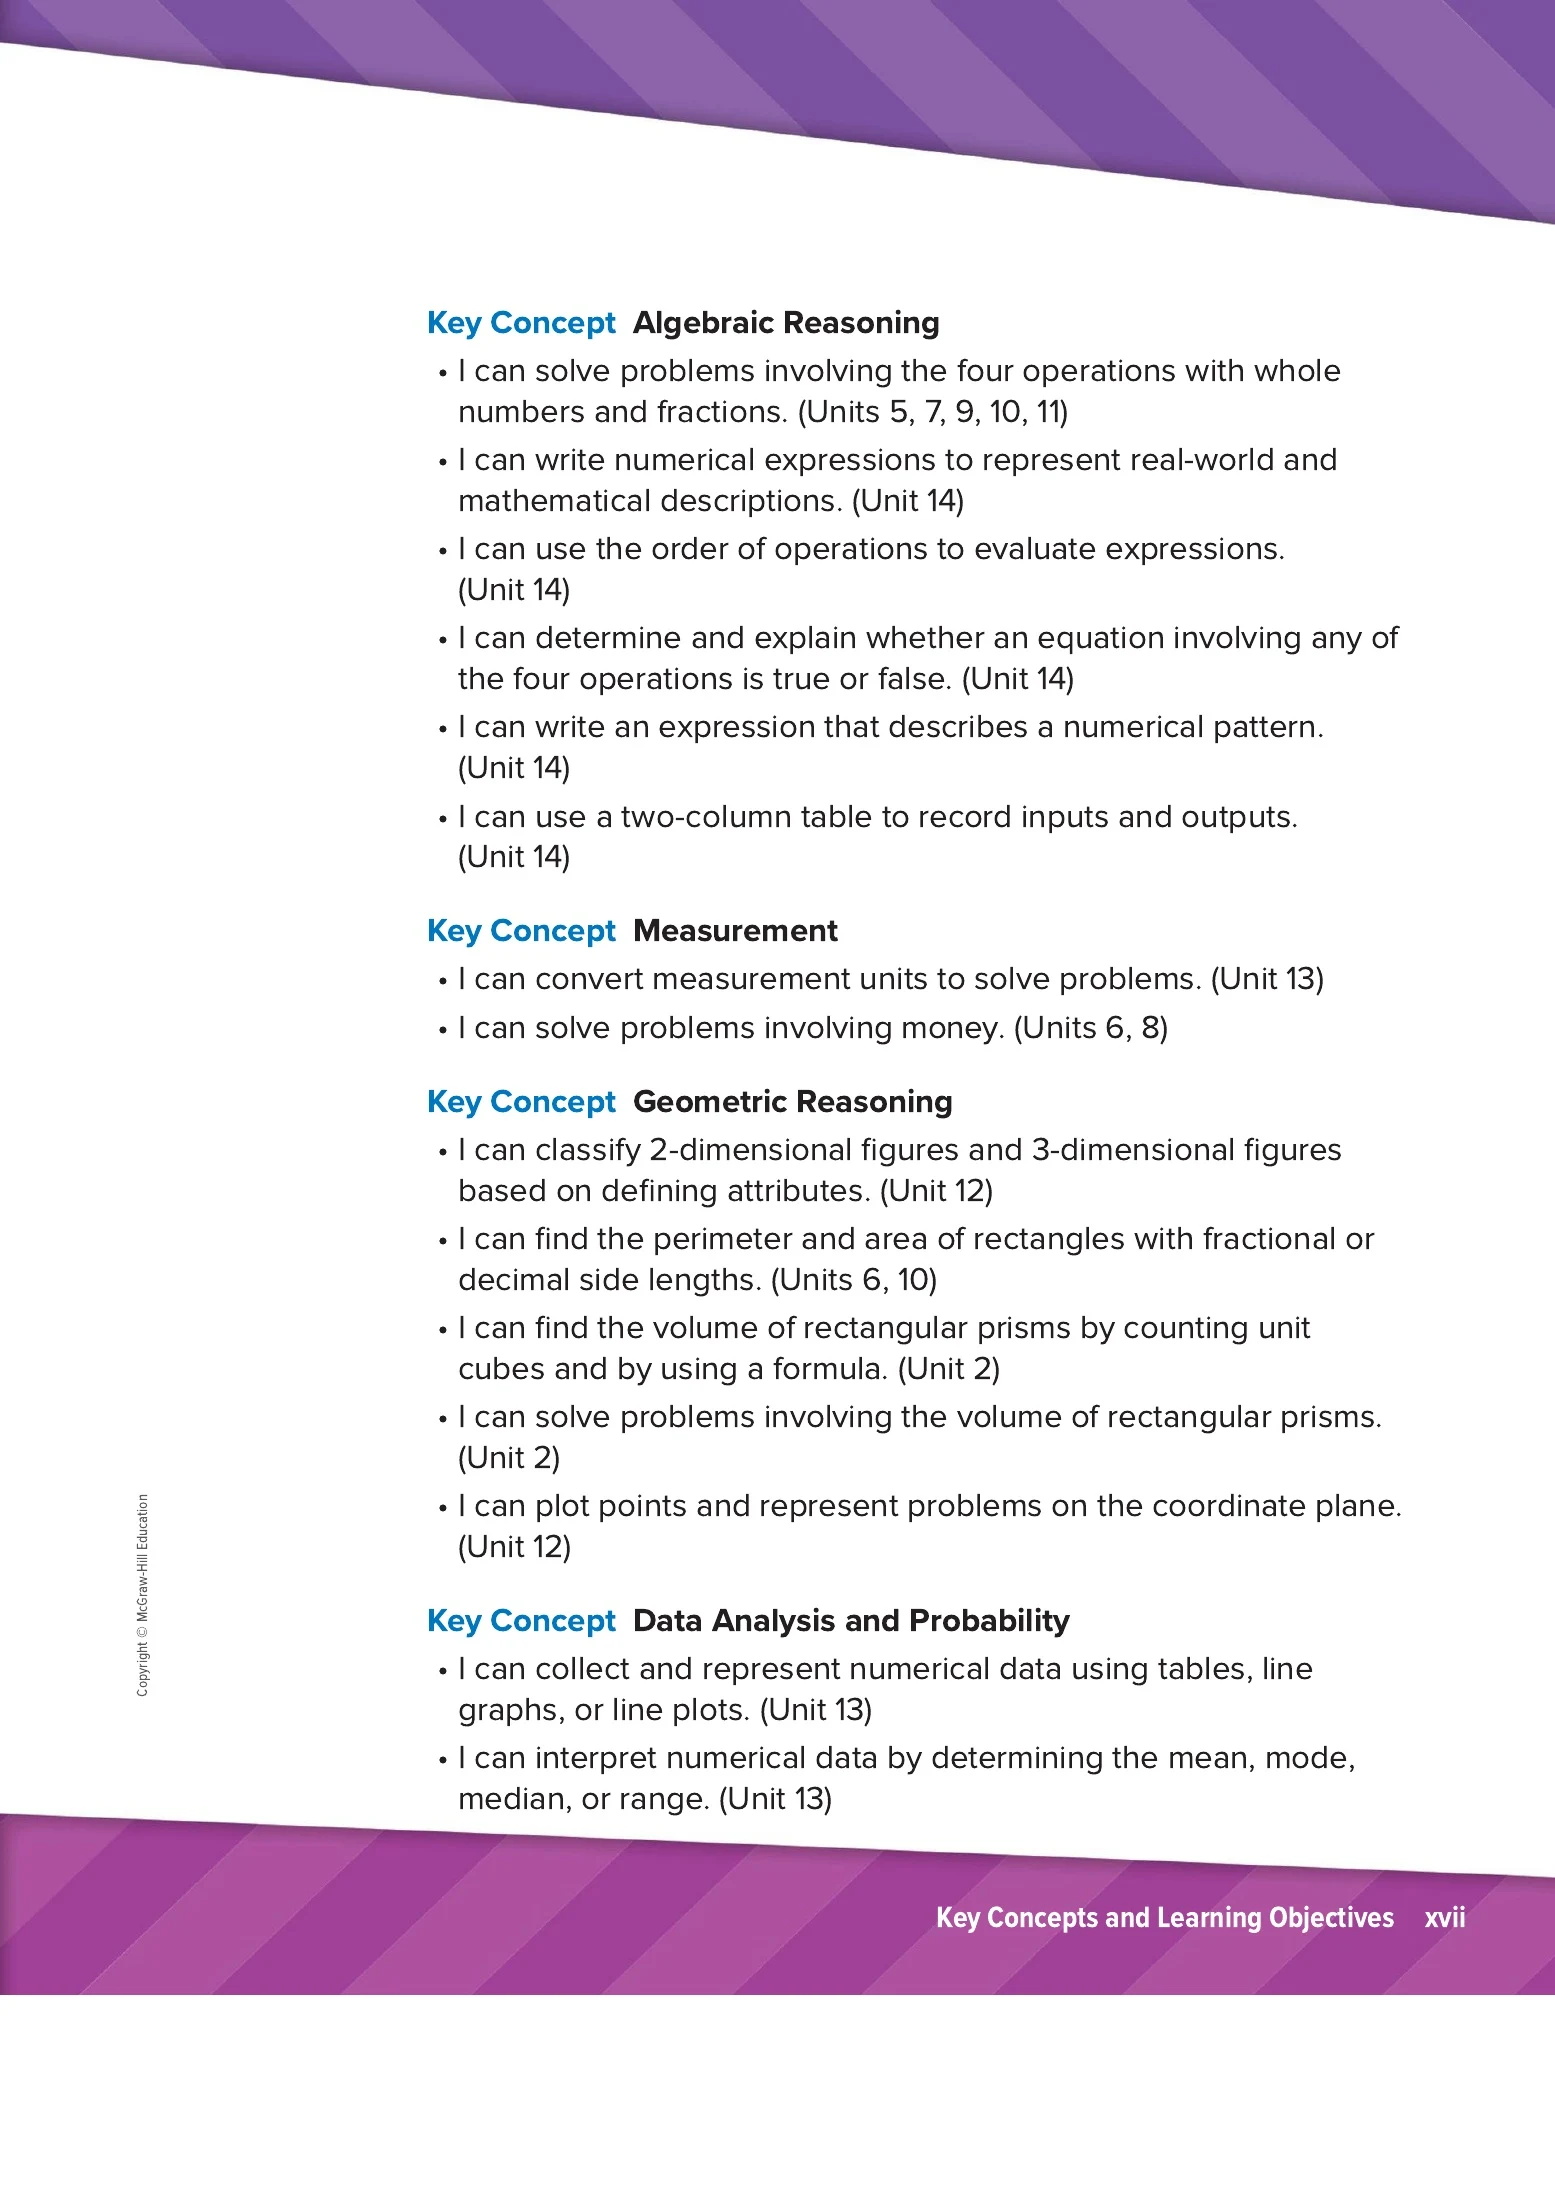 Key Concept Algebraic Reasoning
• I can solve problems involving the four operations with whole
numbers and fractions. (Units 5, 7, 9, 10, 11)
• I can write numerical expressions to represent real-world and
mathematical descriptions. (Unit 14)
• I can use the order of operations to evaluate expressions.
(Unit 14)
• I can determine and explain whether an equation involving any of
the four operations is true or false. (Unit 14)
• I can write an expression that describes a numerical pattern.
(Unit 14)
• I can use a two-column table to record inputs and outputs.
(Unit 14)
Key Concept Measurement
• I can convert measurement units to solve problems. (Unit 13)
• I can solve problems involving money. (Units 6, 8)
Key Concept Geometric Reasoning
• I can classify 2-dimensional figures and 3-dimensional figures
based on defining attributes. (Unit 12)
• I can find the perimeter and area of rectangles with fractional or
decimal side lengths. (Units 6, 10)
• I can find the volume of rectangular prisms by counting unit
cubes and by using a formula. (Unit 2)
• I can solve problems involving the volume of rectangular prisms.
(Unit 2)
• I can plot points and represent problems on the coordinate plane.
(Unit 12)
Key Concept Data Analysis and Probability
• I can collect and represent numerical data using tables, line
graphs, or line plots. (Unit 13)
• I can interpret numerical data by determining the mean, mode,
median, or range. (Unit 13)
Copyright © McGraw-Hill Education
Key Concepts and Learning Objectives xvii